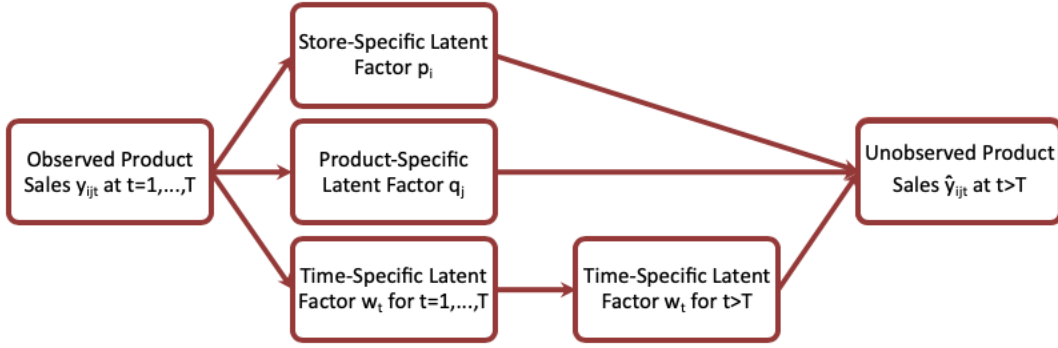 Store-Specific Latent
Factor pᵢ
Observed Product
Sales yᵢⱼₜ at t=1,...,T
Product-Specific
Latent Factor qⱼ
Unobserved Product
Sales ŷᵢⱼₜ at t>T
Time-Specific Latent
Factor wₜ for t=1,...,T
Time-Specific Latent
Factor wₜ for t>T